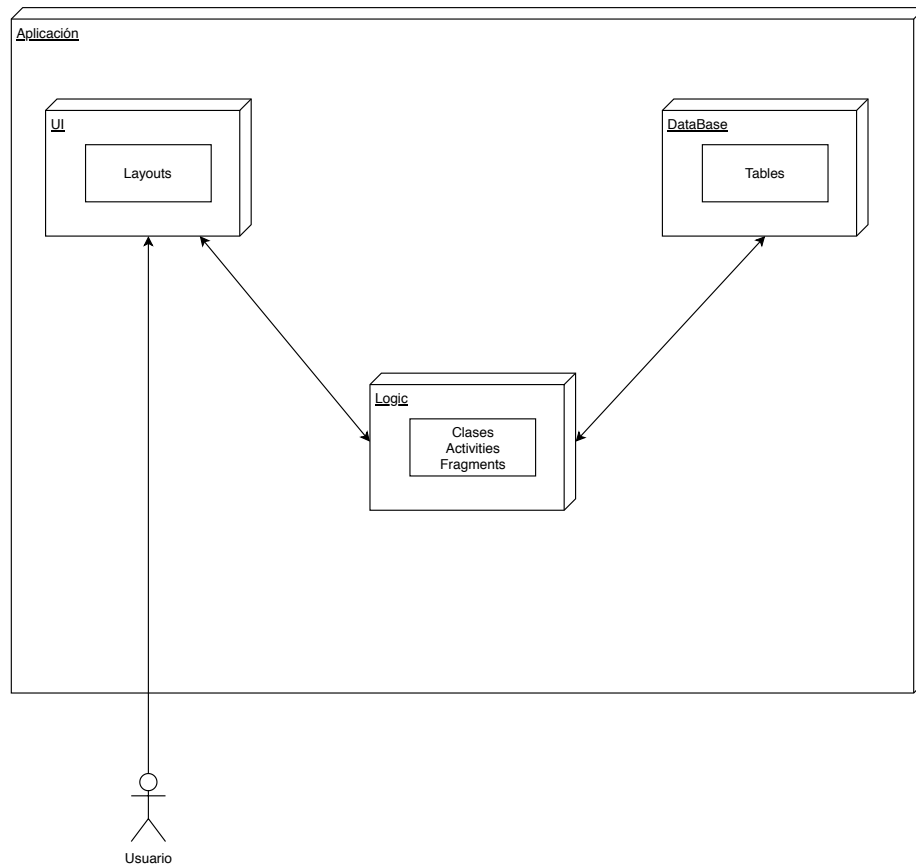 Aplicación
UI
Layouts
DataBase
Tables
Logic
Clases
Activities
Fragments
Usuario